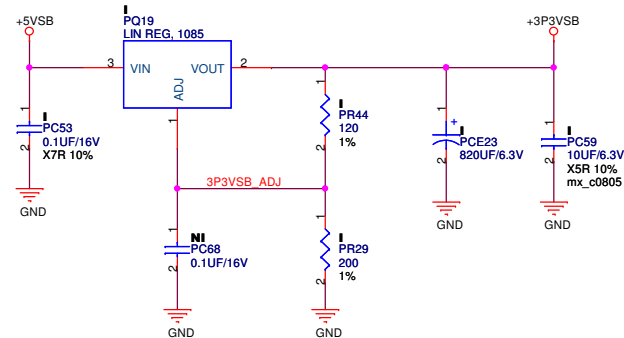 I
PQ19
LIN REG, 1085
+5VSB
+3P3VSB
3
VIN
VOUT
2
ADJ
1
1
I
PC53
0.1UF/16V
X7R 10%
2
GND
1
I
PR44
120
1%
2
1
+
I
PCE23
820UF/6.3V
2
GND
1
I
PC59
10UF/6.3V
X5R 10%
mx_c0805
2
GND
3P3VSB_ADJ
1
NI
PC68
0.1UF/16V
2
GND
1
I
PR29
200
1%
2
GND